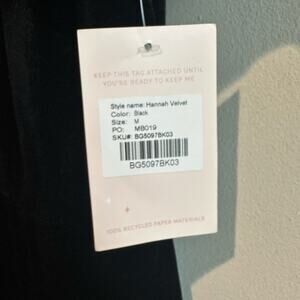 KEEP THIS TAG ATTACHED UNTIL
YOU'RE READY TO KEEP ME
Style name: Hannah Velvet
Color: Black
Size: M
PO: MB019
SKU#: BG5097BK03
BG5097BK03
100% RECYCLED PAPER MATERIALS